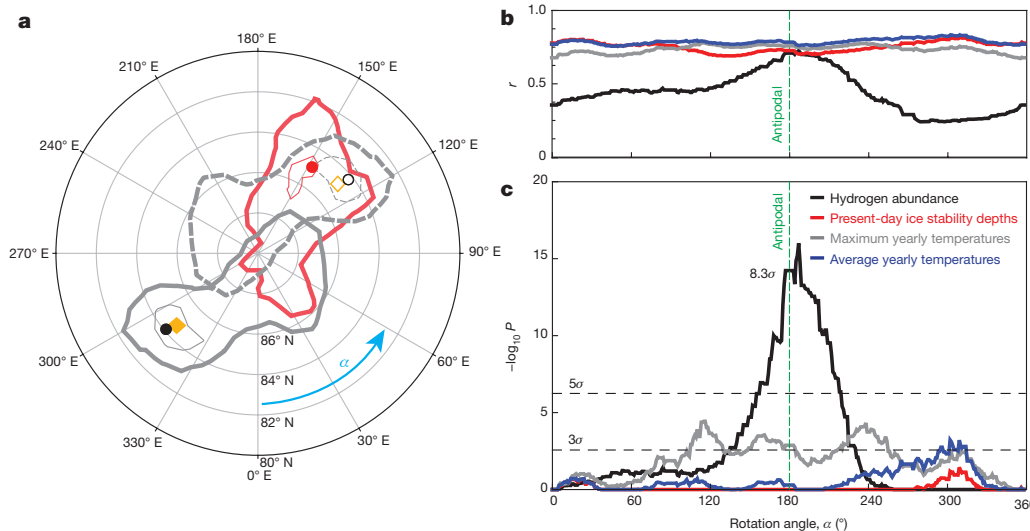 a
180° E
210° E
150° E
240° E
120° E
270° E
90° E
300° E
60° E
86° N
α
84° N
330° E
82° N
30° E
80° N
0° E
b
1.0
r
0.5
0
Antipodal
c
20
Hydrogen abundance
Present-day ice stability depths
Maximum yearly temperatures
Average yearly temperatures
Antipodal
15
8.3σ
–log10 P
10
5σ
5
3σ
0
0
60
120
180
240
300
Rotation angle, α (°)